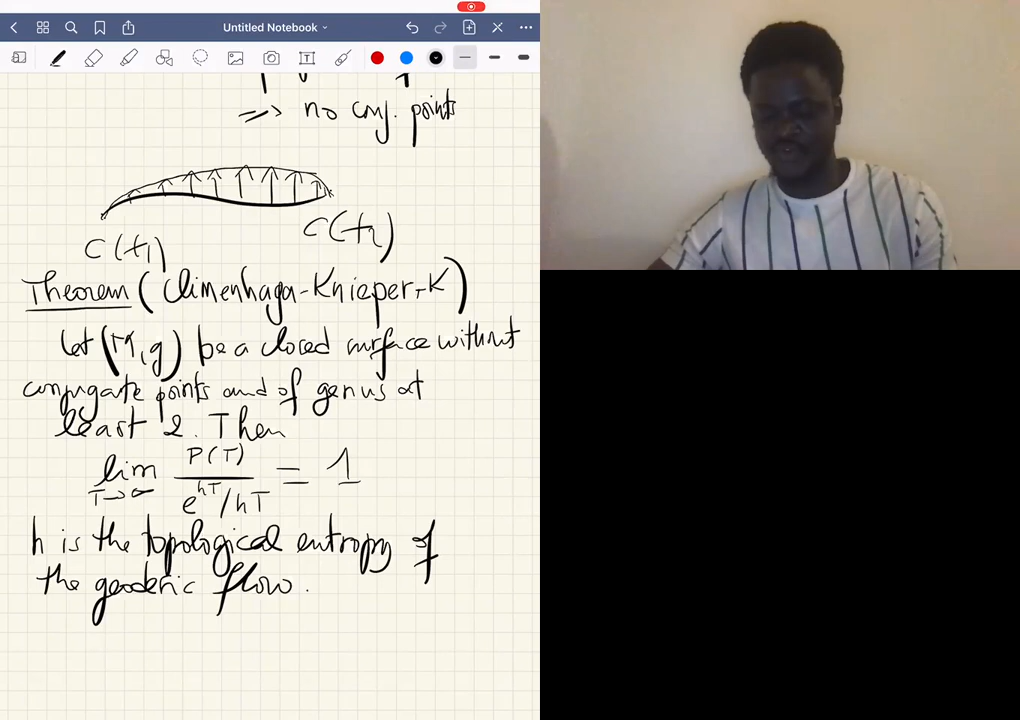 Untitled Notebook
=> no conj. points
C(t1)
C(t2)
Theorem (Climenhaga-Knieper-K)
Let (M,g) be a closed surface without
conjugate points and of genus at
least 2. Then
lim T→∞ P(T) / (e^{hT}/hT) = 1
h is the topological entropy of
the geodesic flow.